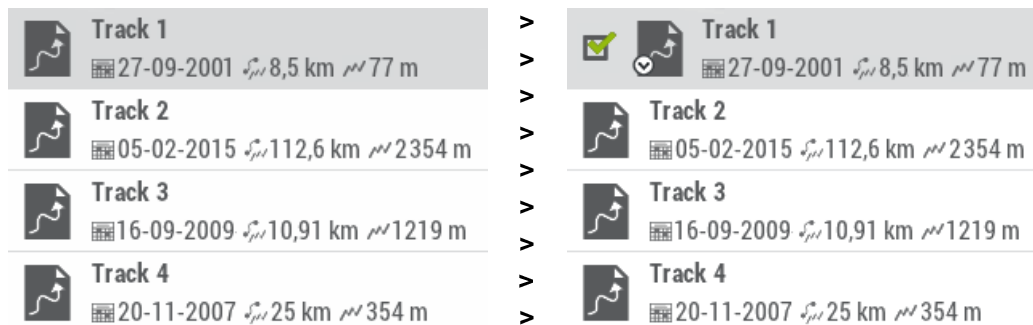 Track 1
27-09-2001 8,5 km 77 m
Track 2
05-02-2015 112,6 km 2354 m
Track 3
16-09-2009 10,91 km 1219 m
Track 4
20-11-2007 25 km 354 m
>
>
>
>
>
>
>
>
>
Track 1
27-09-2001 8,5 km 77 m
Track 2
05-02-2015 112,6 km 2354 m
Track 3
16-09-2009 10,91 km 1219 m
Track 4
20-11-2007 25 km 354 m